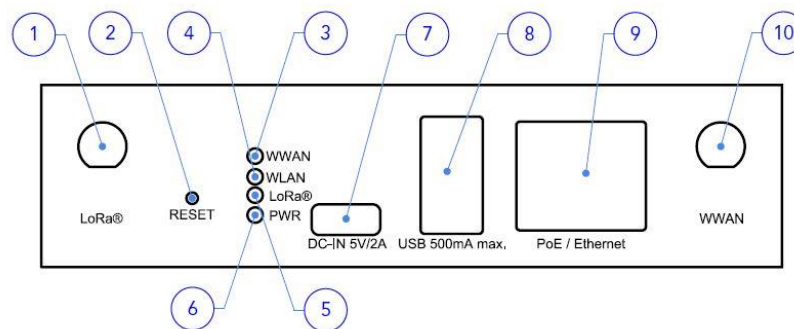 1 2 4 3 7 8 9 10
WWAN
WLAN
LoRa®
PWR
LoRa®
RESET
DC-IN 5V/2A
USB 500mA max,
PoE / Ethernet
WWAN
6 5